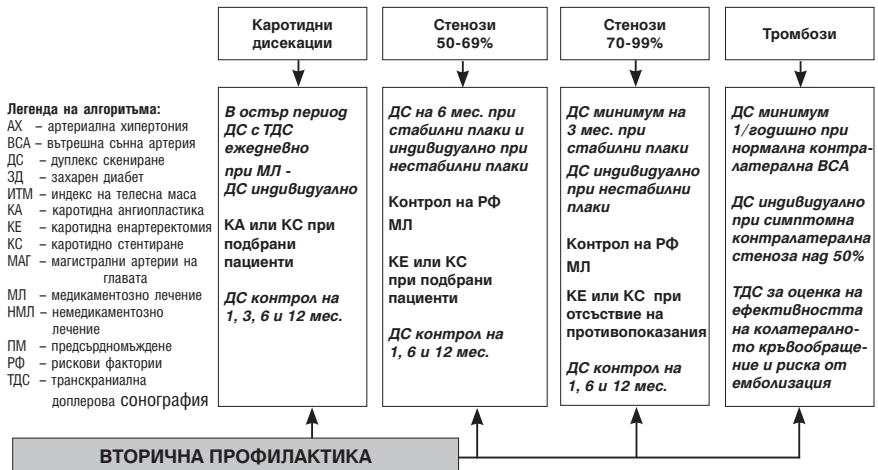 Каротидни
дисекации
Стенози
50-69%
Стенози
70-99%
Тромбози
Легенда на алгоритъма:
АХ – артериална хипертония
ВСА – вътрешна сънна артерия
ДС – дуплекс скениране
ЗД – захарен диабет
ИТМ – индекс на телесна маса
КА – каротидна ангиопластика
КЕ – каротидна енартеректомия
КС – каротидно стентиране
МАГ – магистрални артерии на
главата
МЛ – медикаментозно лечение
НМЛ – немедикаментозно
лечение
ПМ – предсърдномъждене
РФ – рискови фактории
ТДС – транскраниална
доплерова сонография
В остър период
ДС с ТДС
ежедневно
при МЛ -
ДС индивидуално
КА или КС при
подбрани
пациенти
ДС контрол на
1, 3, 6 и 12 мес.
ДС на 6 мес. при
стабилни плаки и
индивидуално при
нестабилни плаки
Контрол на РФ
МЛ
КЕ или КС
при подбрани
пациенти
ДС контрол на
1, 6 и 12 мес.
ДС минимум на
3 мес. при
стабилни плаки
ДС индивидуално
при нестабилни
плаки
Контрол на РФ
МЛ
КЕ или КС при
отсъствие на
противопоказания
ДС контрол на
1, 6 и 12 мес.
ДС минимум
1/годишно при
нормална контра-
латерална ВСА
ДС индивидуално
при симптомна
контралатерална
стеноза над 50%
ТДС за оценка на
ефективността
на колатерално-
то кръвообраще-
ние и риска от
емболизация
ВТОРИЧНА ПРОФИЛАКТИКА